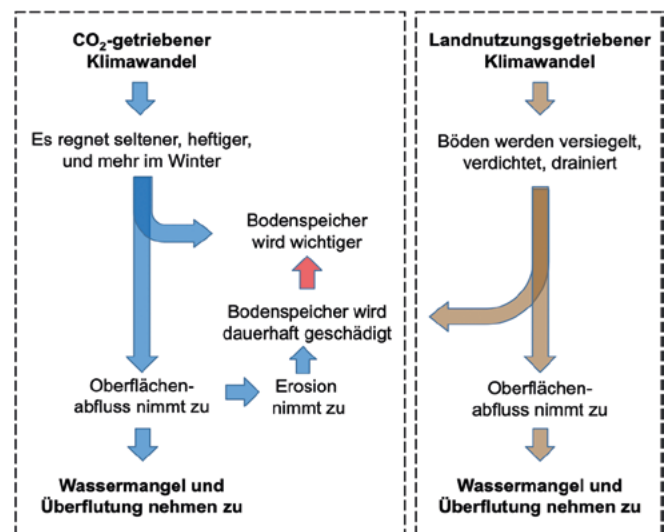 CO₂-getriebener
Klimawandel
Es regnet seltener, heftiger,
und mehr im Winter
Bodenspeicher
wird wichtiger
Bodenspeicher wird
dauerhaft geschädigt
Oberflächen-
abfluss nimmt zu
Erosion
nimmt zu
Wassermangel und
Überflutung nehmen zu
Landnutzungsgetriebener
Klimawandel
Böden werden versiegelt,
verdichtet, drainiert
Oberflächen-
abfluss nimmt zu
Wassermangel und
Überflutung nehmen zu